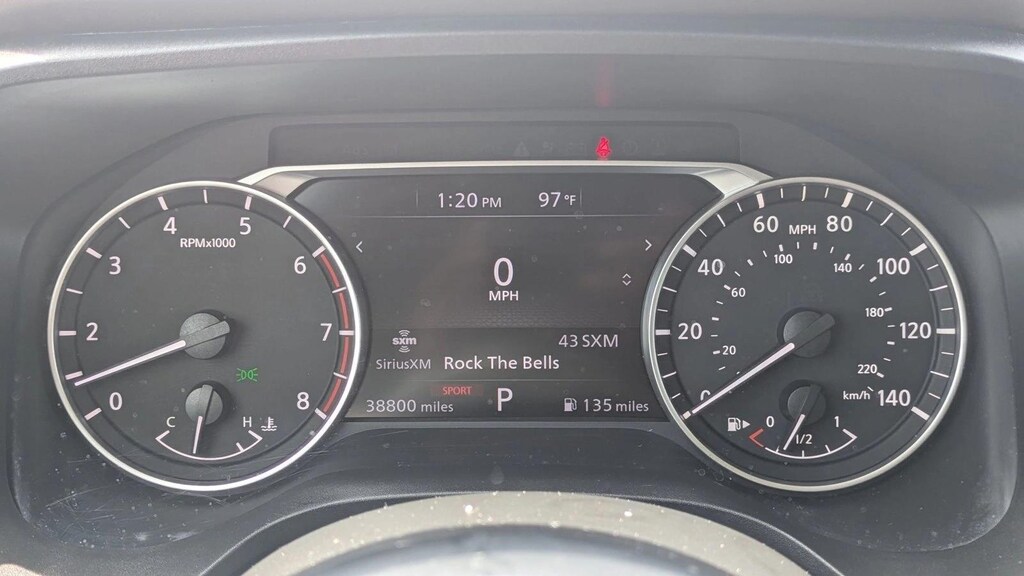 1:20 PM 97 °F
0
MPH
sxm
43 SXM
SiriusXM Rock The Bells
SPORT
38800 miles P 135 miles
0 2 3 4 5 6 7 8
RPMx1000
C H
0 20 40 60 80 100 120 140
MPH
20 60 100 140 180 220
km/h
0 1/2 1